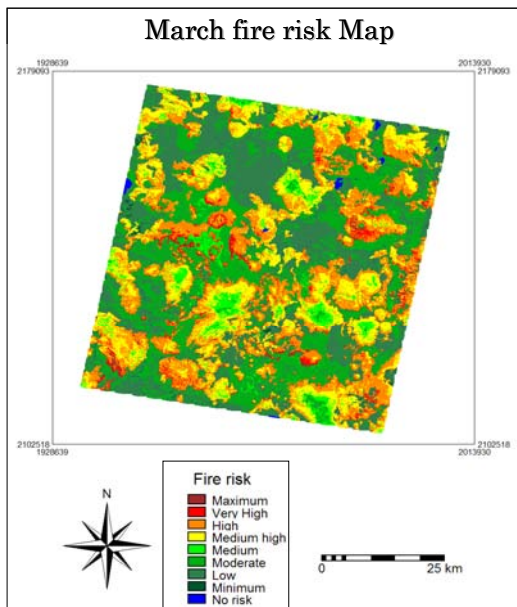 March fire risk Map
1928639 2013930
2179093 2179093
2102518 2102518
1928639 2013930
N
Fire risk
Maximum
Very High
High
Medium high
Medium
Moderate
Low
Minimum
No risk
0 25 km